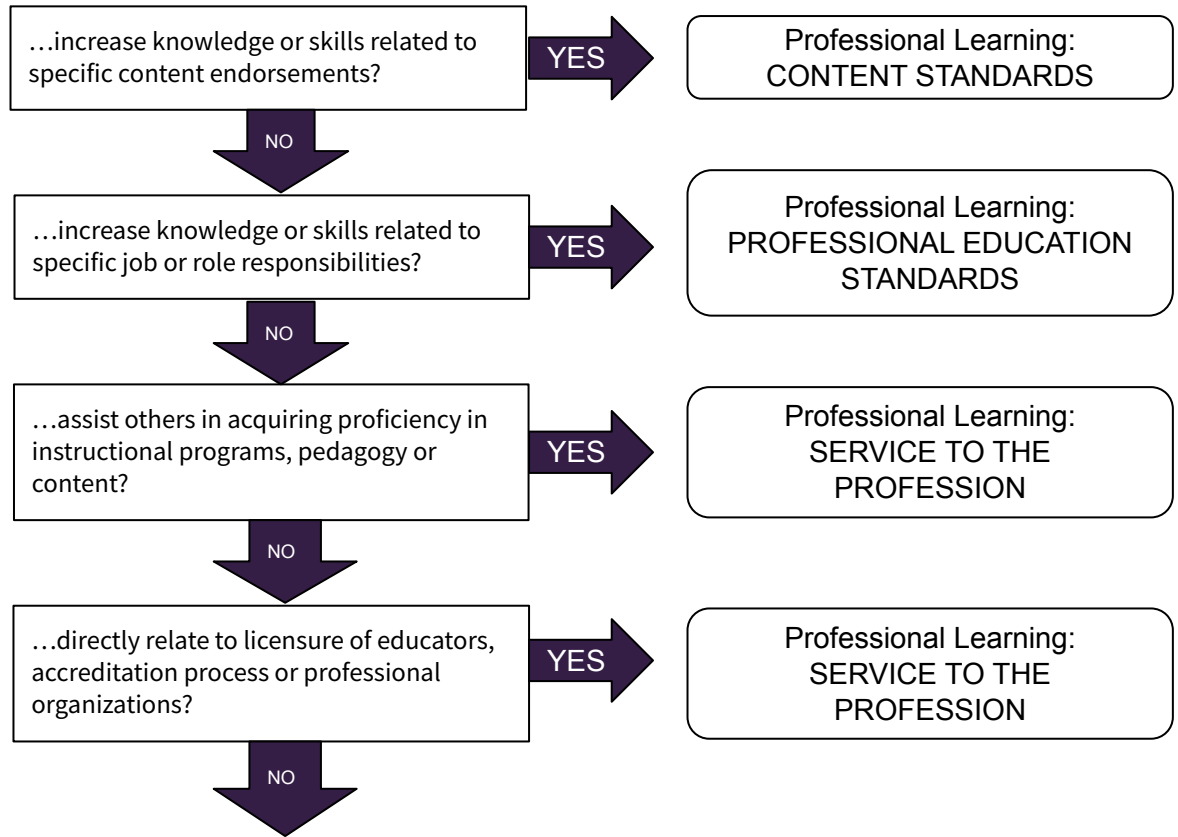 …increase knowledge or skills related to
specific content endorsements?
YES
Professional Learning:
CONTENT STANDARDS
NO
…increase knowledge or skills related to
specific job or role responsibilities?
YES
Professional Learning:
PROFESSIONAL EDUCATION
STANDARDS
NO
…assist others in acquiring proficiency in
instructional programs, pedagogy or
content?
YES
Professional Learning:
SERVICE TO THE
PROFESSION
NO
…directly relate to licensure of educators,
accreditation process or professional
organizations?
YES
Professional Learning:
SERVICE TO THE
PROFESSION
NO